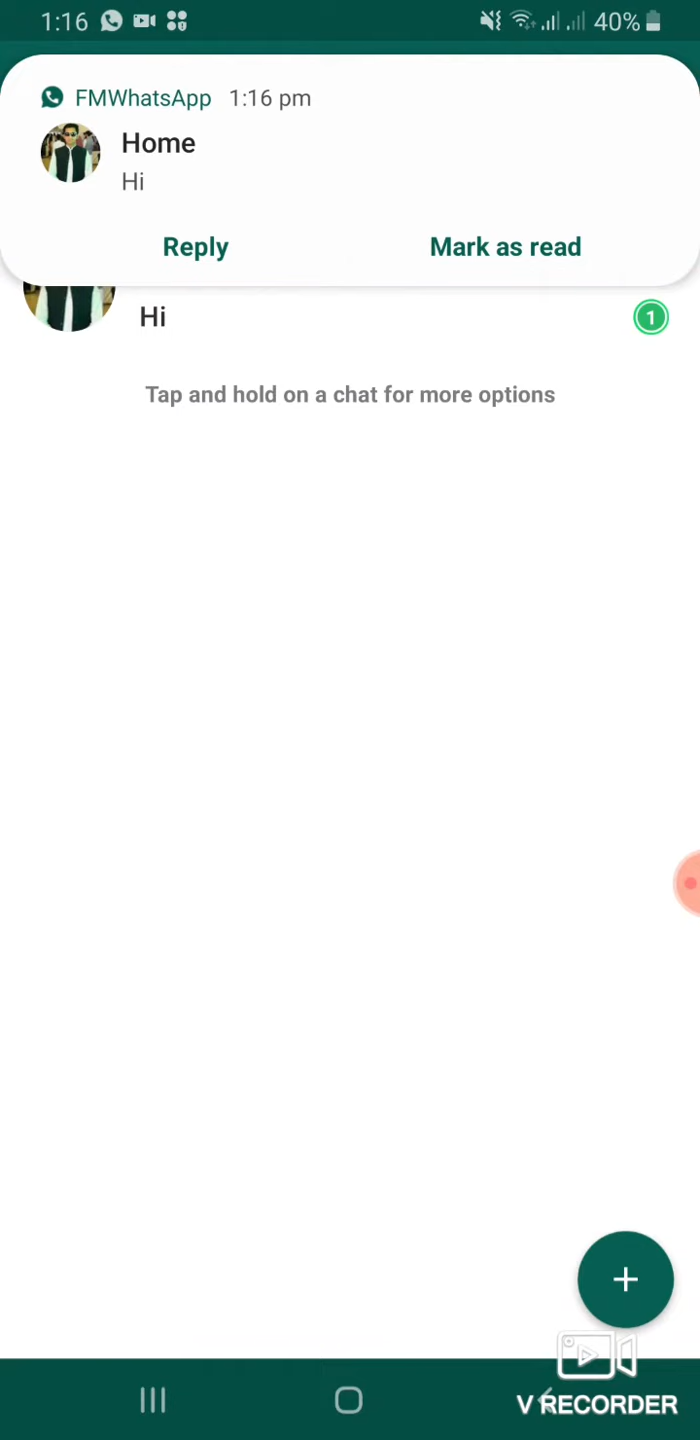 1:16 40%
FMWhatsApp 1:16 pm
Home
Hi
Reply Mark as read
Hi 1
Tap and hold on a chat for more options
V RECORDER